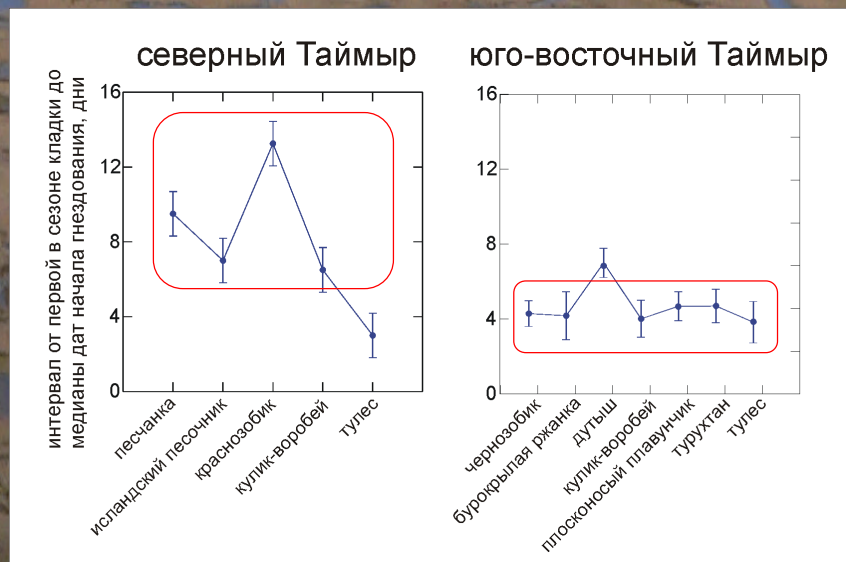 северный Таймыр
интервал от первой в сезоне кладки до
медианы дат начала гнездования, дни
16
12
8
4
0
песчанка
исландский песочник
краснозобик
кулик-воробей
тулес
юго-восточный Таймыр
16
12
8
4
0
чернозобик
бурокрылая ржанка
дутыш
кулик-воробей
плосконосый плавунчик
турухтан
тулес